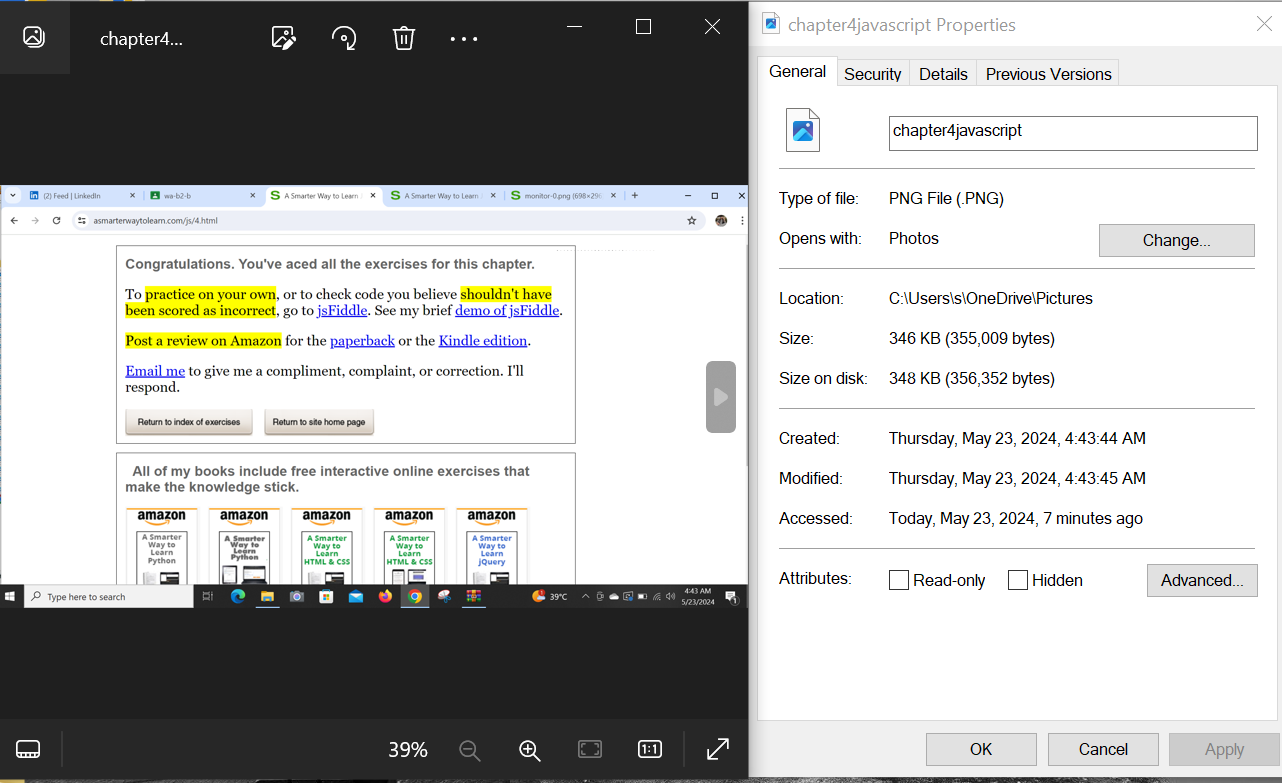 chapter4...
(2) Feed | LinkedIn
wa-b2-b
A Smarter Way to Learn
A Smarter Way to Learn
monitor-0.png (698×29
asmarterwaytolearn.com/js/4.html
Congratulations. You've aced all the exercises for this chapter.
To practice on your own, or to check code you believe shouldn't have
been scored as incorrect, go to jsFiddle. See my brief demo of jsFiddle.
Post a review on Amazon for the paperback or the Kindle edition.
Email me to give me a compliment, complaint, or correction. I'll
respond.
Return to index of exercises
Return to site home page
All of my books include free interactive online exercises that
make the knowledge stick.
amazon amazon amazon amazon amazon
A Smarter
Way to
Learn
Python
A Smarter
Way to
Learn
Python
A Smarter
Way to
Learn
HTML & CSS
A Smarter
Way to
Learn
HTML & CSS
A Smarter
Way to
Learn
jQuery
Type here to search
39°C
4:43 AM
5/23/2024
1
39%
1:1
chapter4javascript Properties
General
Security
Details
Previous Versions
chapter4javascript
Type of file: PNG File (.PNG)
Opens with: Photos
Change...
Location: C:\Users\s\OneDrive\Pictures
Size: 346 KB (355,009 bytes)
Size on disk: 348 KB (356,352 bytes)
Created: Thursday, May 23, 2024, 4:43:44 AM
Modified: Thursday, May 23, 2024, 4:43:45 AM
Accessed: Today, May 23, 2024, 7 minutes ago
Attributes:
Read-only
Hidden
Advanced...
OK
Cancel
Apply